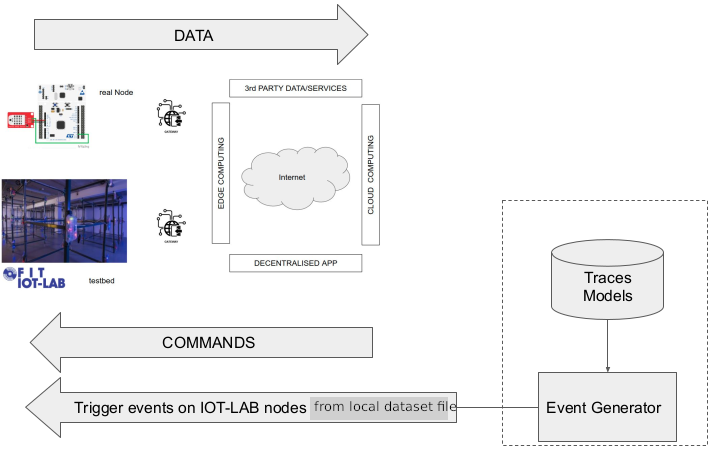 DATA
real Node
GATEWAY
3rd PARTY DATA/SERVICES
EDGE COMPUTING
Internet
CLOUD COMPUTING
GATEWAY
DECENTRALISED APP
FIT
IOT-LAB
testbed
Traces
Models
COMMANDS
Trigger events on IOT-LAB nodes from local dataset file
Event Generator